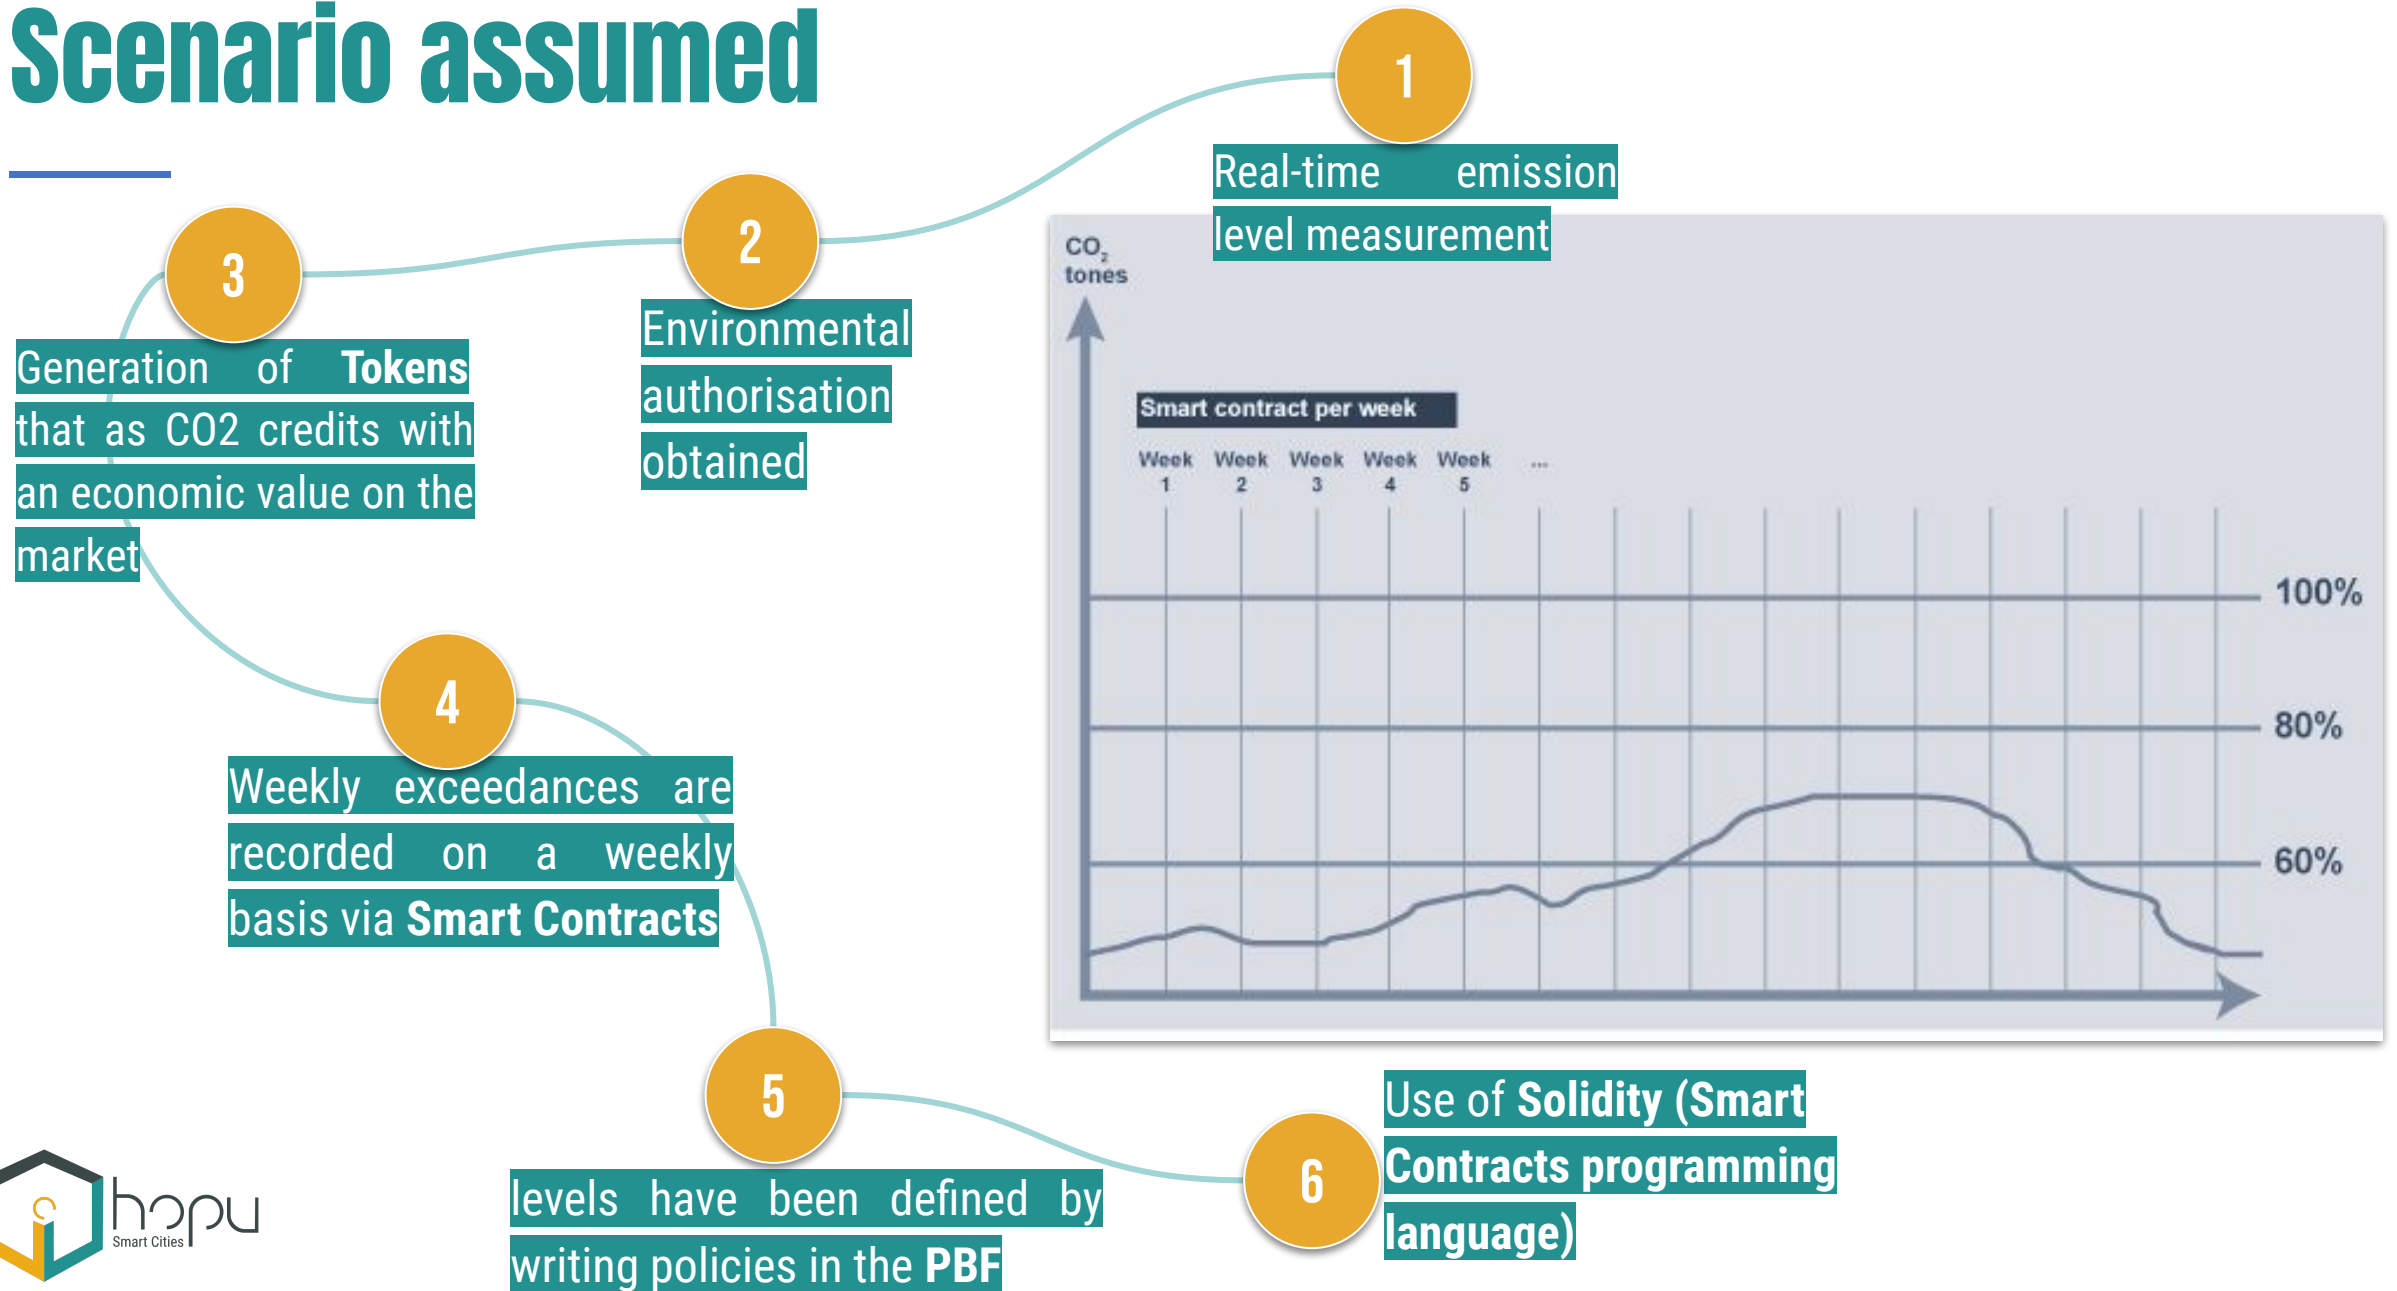 Scenario assumed
1
Real-time emission
level measurement
2
Environmental
authorisation
obtained
3
Generation of Tokens
that as CO2 credits with
an economic value on the
market
4
Weekly exceedances are
recorded on a weekly
basis via Smart Contracts
5
levels have been defined by
writing policies in the PBF
6
Use of Solidity (Smart
Contracts programming
language)
CO₂
tones
Smart contract per week
Week Week Week Week Week ...
1 2 3 4 5
100%
80%
60%
hopu
Smart Cities